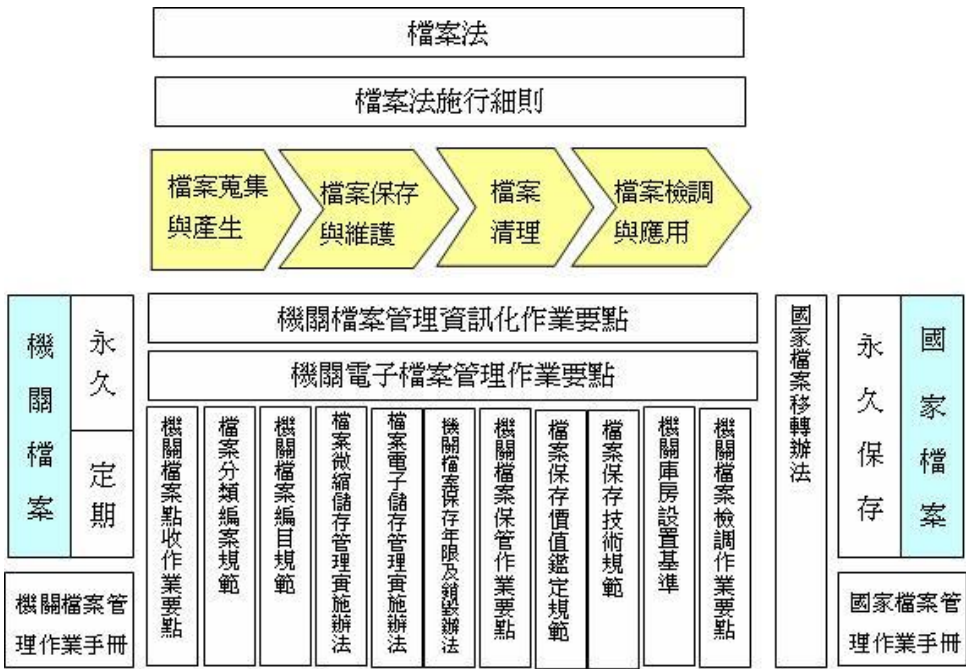 檔案法
檔案法施行細則
檔案蒐集
與產生
檔案保存
與維護
檔案
清理
檔案檢調
與應用
機關檔案
永久
定期
機關檔案管
理作業手冊
機關檔案管理資訊化作業要點
機關電子檔案管理作業要點
機關檔案點收作業要點
檔案分類編案規範
機關檔案編目規範
檔案微縮儲存管理實施辦法
檔案電子儲存管理實施辦法
機關檔案保存年限及銷毀辦法
機關檔案保管作業要點
檔案保存價值鑑定規範
檔案保存技術規範
機關庫房設置基準
機關檔案檢調作業要點
國家檔案移轉辦法
永久保存
國家檔案
國家檔案管
理作業手冊